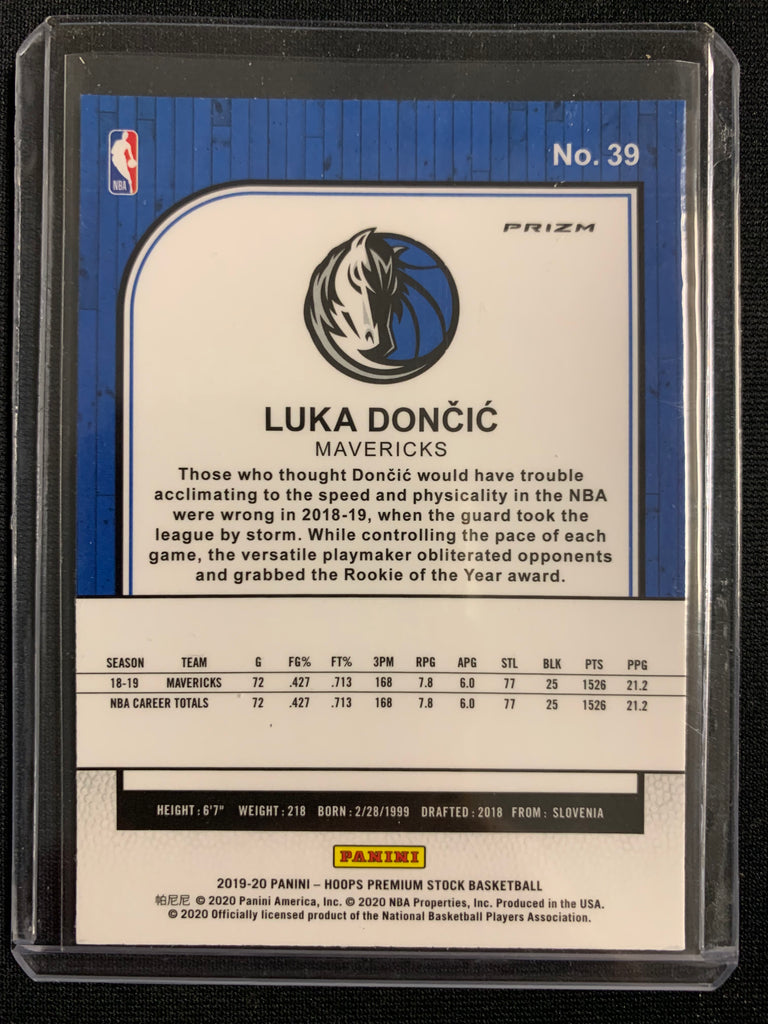 No. 39
NBA
PRIZM
LUKA DONČIĆ
MAVERICKS
Those who thought Dončić would have trouble
acclimating to the speed and physicality in the NBA
were wrong in 2018-19, when the guard took the
league by storm. While controlling the pace of each
game, the versatile playmaker obliterated opponents
and grabbed the Rookie of the Year award.
SEASON TEAM G FG% FT% 3PM RPG APG STL BLK PTS PPG
18-19 MAVERICKS 72 .427 .713 168 7.8 6.0 77 25 1526 21.2
NBA CAREER TOTALS 72 .427 .713 168 7.8 6.0 77 25 1526 21.2
HEIGHT: 6'7" WEIGHT: 218 BORN: 2/28/1999 DRAFTED: 2018 FROM: SLOVENIA
PANINI
2019-20 PANINI – HOOPS PREMIUM STOCK BASKETBALL
帕尼尼 © 2020 Panini America, Inc. © 2020 NBA Properties, Inc. Produced in the USA.
© 2020 Officially licensed product of the National Basketball Players Association.